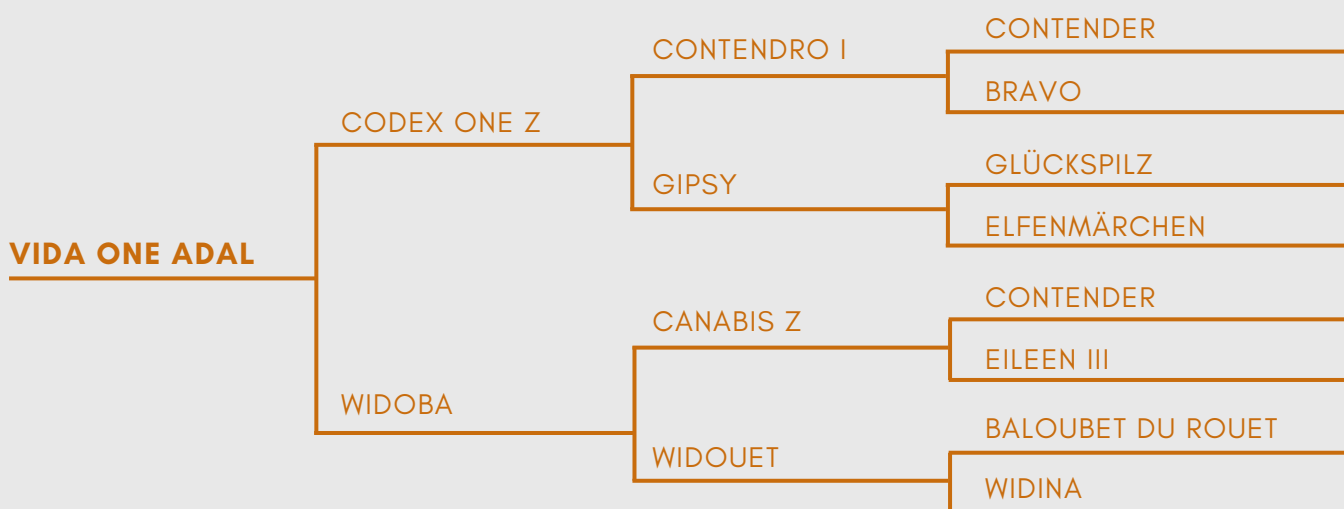 CONTENDER
CONTENDRO I
BRAVO
CODEX ONE Z
GLÜCKSPILZ
GIPSY
ELFENMÄRCHEN
VIDA ONE ADAL
CONTENDER
CANABIS Z
EILEEN III
WIDOBA
BALOUBET DU ROUET
WIDOUET
WIDINA